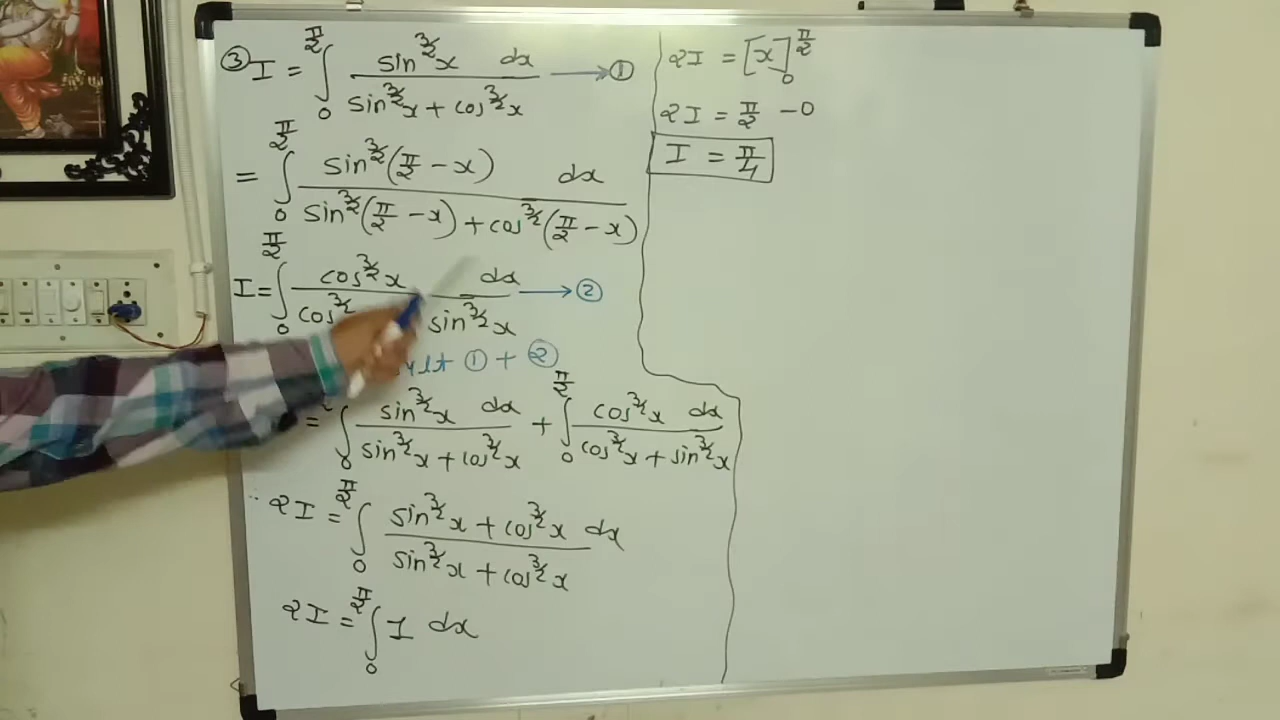 ③ I = ∫₀^{π/2} sin^{3/2}x dx / sin^{3/2}x + cos^{3/2}x → ①
= ∫₀^{π/2} sin^{3/2}(π/2 − x) dx / sin^{3/2}(π/2 − x) + cos^{3/2}(π/2 − x)
I = ∫₀^{π/2} cos^{3/2}x dx / cos^{3/2} sin^{3/2}x → ②
① + ②
= ∫₀ sin^{3/2}x dx / sin^{3/2}x + cos^{3/2}x + ∫₀^{π/2} cos^{3/2}x dx / cos^{3/2}x + sin^{3/2}x
2I = ∫₀^{π/2} sin^{3/2}x + cos^{3/2}x dx / sin^{3/2}x + cos^{3/2}x
2I = ∫₀^{π/2} 1 dx
2I = [x]₀^{π/2}
2I = π/2 − 0
I = π/4